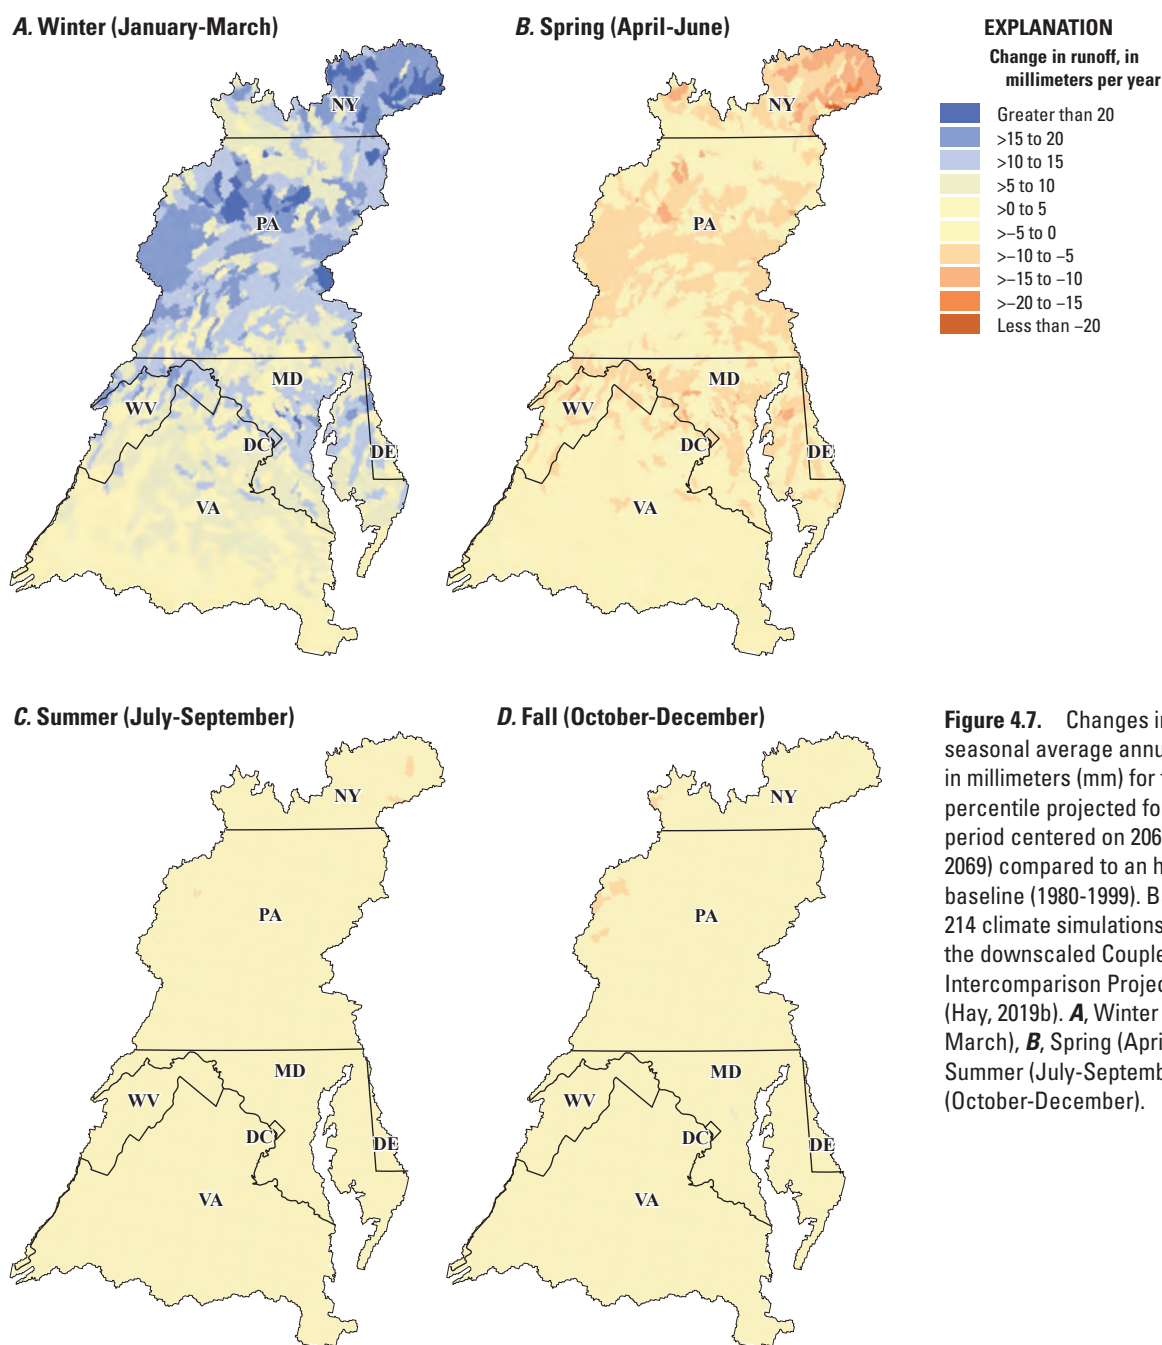 A. Winter (January-March)
B. Spring (April-June)
EXPLANATION
Change in runoff, in
millimeters per year
Greater than 20
>15 to 20
>10 to 15
>5 to 10
>0 to 5
>−5 to 0
>−10 to −5
>−15 to −10
>−20 to −15
Less than −20
NY
PA
MD
WV
DC
DE
VA
NY
PA
MD
WV
DC
DE
VA
C. Summer (July-September)
D. Fall (October-December)
NY
PA
MD
WV
DC
DE
VA
NY
PA
MD
WV
DC
DE
VA
Figure 4.7. Changes i
seasonal average annu
in millimeters (mm) for
percentile projected fo
period centered on 206
2069) compared to an h
baseline (1980-1999). B
214 climate simulations
the downscaled Couple
Intercomparison Projec
(Hay, 2019b). A, Winter
March), B, Spring (Apri
Summer (July-Septemb
(October-December).